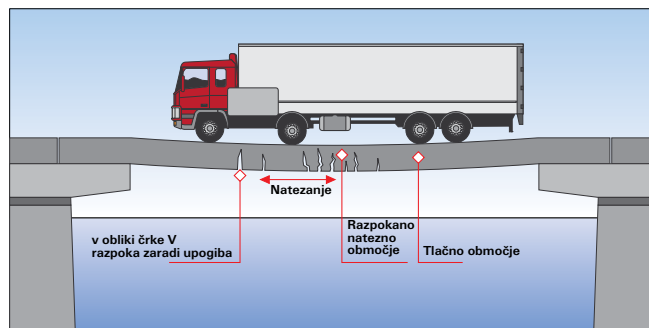 Natezanje
v obliki črke V
razpoka zaradi upogiba
Razpokano
natezno
območje
Tlačno območje